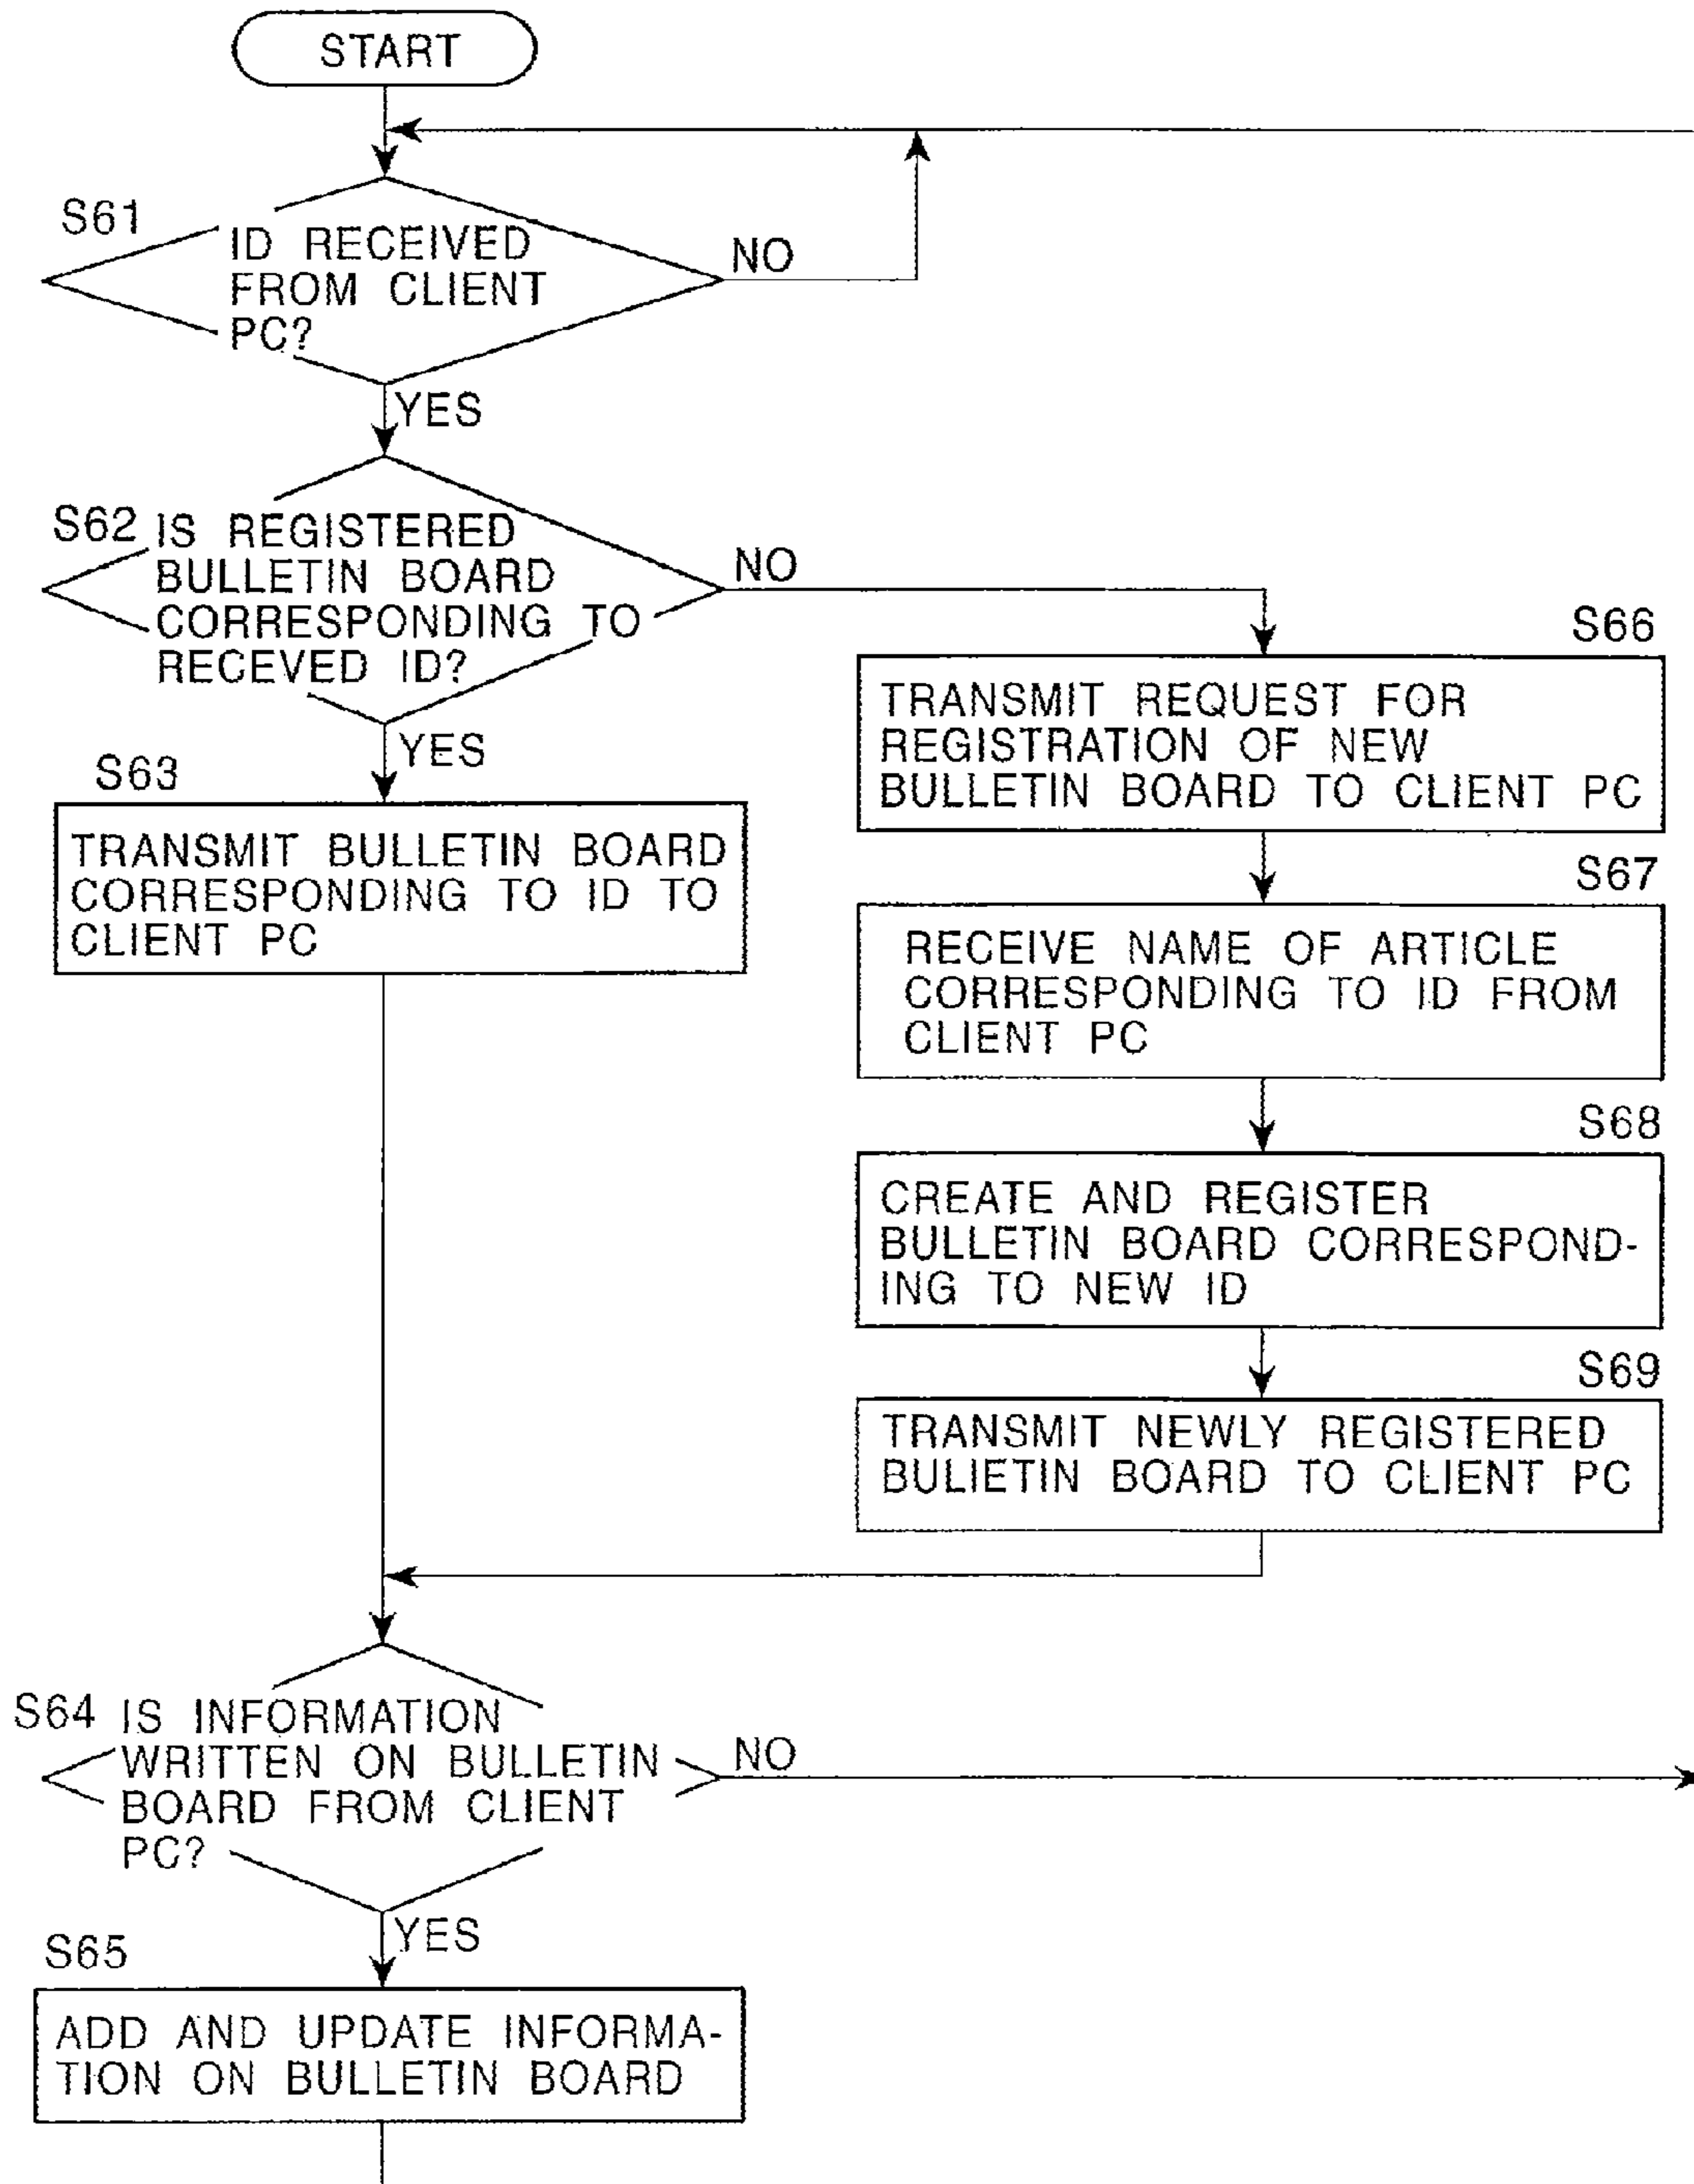 START
S61
ID RECEIVED
FROM CLIENT
PC?
NO
YES
S62
IS REGISTERED
BULLETIN BOARD
CORRESPONDING TO
RECEVED ID?
NO
YES
S63
TRANSMIT BULLETIN BOARD
CORRESPONDING TO ID TO
CLIENT PC
S66
TRANSMIT REQUEST FOR
REGISTRATION OF NEW
BULLETIN BOARD TO CLIENT PC
S67
RECEIVE NAME OF ARTICLE
CORRESPONDING TO ID FROM
CLIENT PC
S68
CREATE AND REGISTER
BULLETIN BOARD CORRESPOND-
ING TO NEW ID
S69
TRANSMIT NEWLY REGISTERED
BULIETIN BOARD TO CLIENT PC
S64
IS INFORMATION
WRITTEN ON BULLETIN
BOARD FROM CLIENT
PC?
NO
YES
S65
ADD AND UPDATE INFORMA-
TION ON BULLETIN BOARD